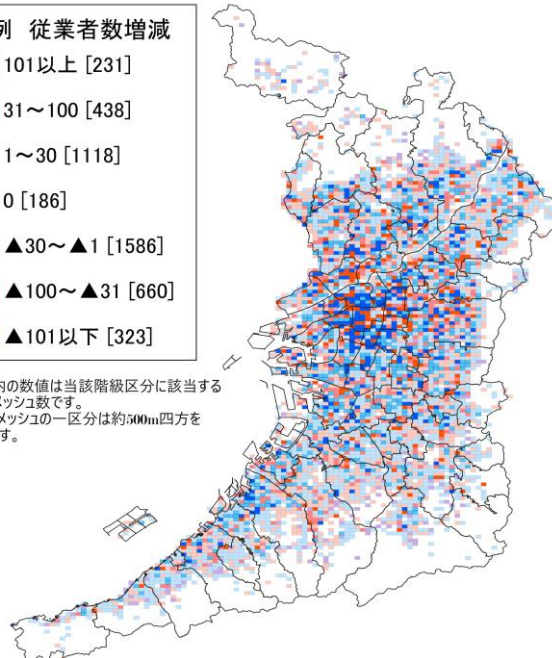 例 従業者数増減
101以上 [231]
31～100 [438]
1～30 [1118]
0 [186]
▲30～▲1 [1586]
▲100～▲31 [660]
▲101以下 [323]
内の数値は当該階級区分に該当する
メッシュ数です。
メッシュの一区分は約500m四方を
す。